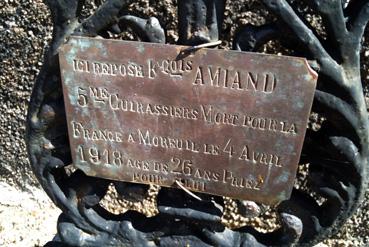 ICI REPOSE Fçois AMIAND
5me CUIRASSIERS MORT POUR LA
FRANCE A MOREUIL LE 4 AVRIL
1918 AGE DE 26 ANS PRIEZ
POUR LUI